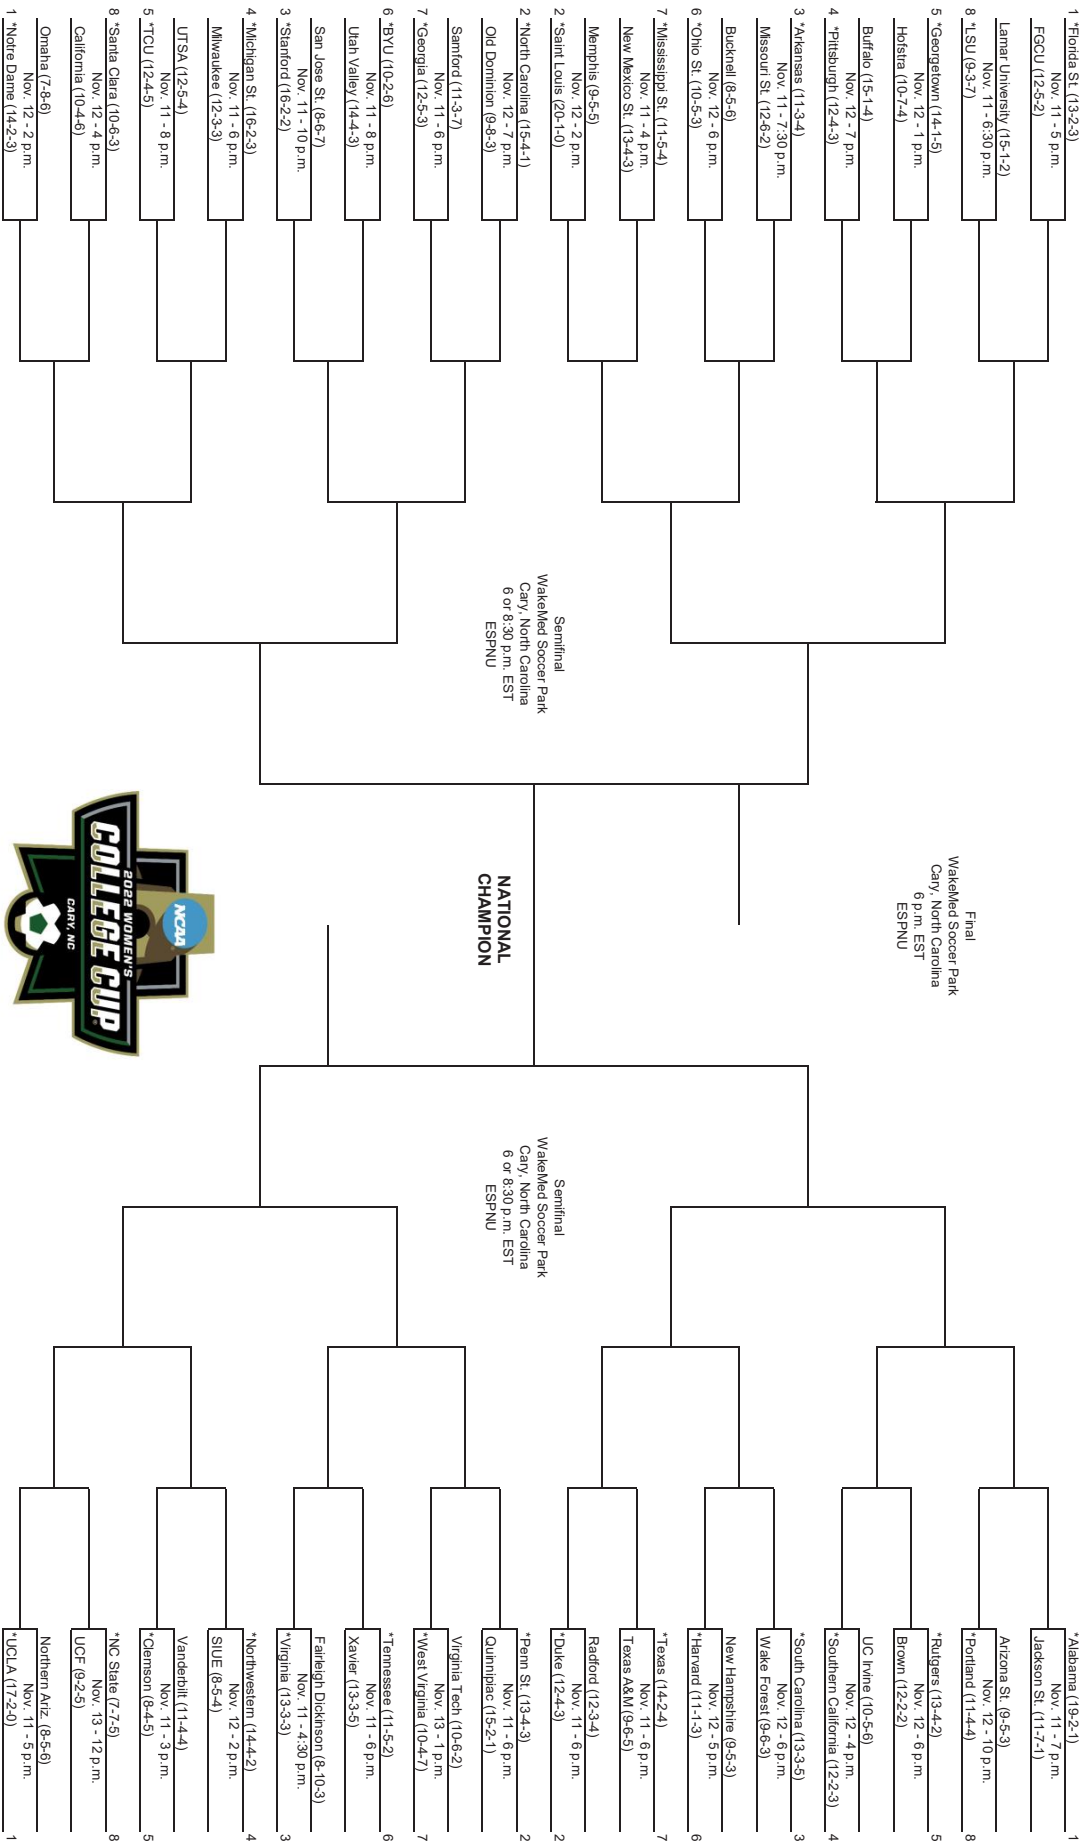 1 *Florida St. (13-2-3)
Nov. 11 - 5 p.m.
FGCU (12-5-2)
Lamar University (15-1-2)
Nov. 11 - 6:30 p.m.
8 *LSU (9-3-7)
5 *Georgetown (14-1-5)
Nov. 12 - 1 p.m.
Hofstra (10-7-4)
Buffalo (15-1-4)
Nov. 12 - 7 p.m.
4 *Pittsburgh (12-4-3)
3 *Arkansas (11-3-4)
Nov. 11 - 7:30 p.m.
Missouri St. (12-6-2)
Bucknell (8-5-6)
Nov. 12 - 6 p.m.
6 *Ohio St. (10-5-3)
7 *Mississippi St. (11-5-4)
Nov. 11 - 4 p.m.
New Mexico St. (13-4-3)
Memphis (9-5-5)
Nov. 12 - 2 p.m.
2 *Saint Louis (20-1-0)
2 *North Carolina (15-4-1)
Nov. 12 - 7 p.m.
Old Dominion (9-8-3)
Samford (11-3-7)
Nov. 11 - 6 p.m.
7 *Georgia (12-5-3)
6 *BYU (10-2-6)
Nov. 11 - 8 p.m.
Utah Valley (14-4-3)
San Jose St. (8-6-7)
Nov. 11 - 10 p.m.
3 *Stanford (16-2-2)
4 *Michigan St. (16-2-3)
Nov. 11 - 6 p.m.
Milwaukee (12-3-3)
UTSA (12-5-4)
Nov. 11 - 8 p.m.
5 *TCU (12-4-5)
8 *Santa Clara (10-6-3)
Nov. 12 - 4 p.m.
California (10-4-6)
Omaha (7-8-6)
Nov. 12 - 2 p.m.
1 *Notre Dame (14-2-3)
Semifinal
WakeMed Soccer Park
Cary, North Carolina
6 or 8:30 p.m. EST
ESPNU
Final
WakeMed Soccer Park
Cary, North Carolina
6 p.m. EST
ESPNU
NATIONAL
CHAMPION
NCAA
2022 WOMEN'S
COLLEGE CUP®
CARY, NC
Semifinal
WakeMed Soccer Park
Cary, North Carolina
6 or 8:30 p.m. EST
ESPNU
*Alabama (19-2-1) 1
Nov. 11 - 7 p.m.
Jackson St. (11-7-1)
Arizona St. (9-5-3)
Nov. 12 - 10 p.m.
*Portland (11-4-4) 8
*Rutgers (13-4-2) 5
Nov. 12 - 6 p.m.
Brown (12-2-2)
UC Irvine (10-5-6)
Nov. 12 - 4 p.m.
*Southern California (12-2-3) 4
*South Carolina (13-3-5) 3
Nov. 12 - 6 p.m.
Wake Forest (9-6-3)
New Hampshire (9-5-3)
Nov. 12 - 5 p.m.
*Harvard (11-1-3) 6
*Texas (14-2-4) 7
Nov. 11 - 6 p.m.
Texas A&M (9-6-5)
Radford (12-3-4)
Nov. 11 - 6 p.m.
*Duke (12-4-3) 2
*Penn St. (13-4-3) 2
Nov. 11 - 6 p.m.
Quinnipiac (15-2-1)
Virginia Tech (10-6-2)
Nov. 13 - 1 p.m.
*West Virginia (10-4-7) 7
*Tennessee (11-5-2) 6
Nov. 11 - 6 p.m.
Xavier (13-3-5)
Fairleigh Dickinson (8-10-3)
Nov. 11 - 4:30 p.m.
*Virginia (13-3-3) 3
*Northwestern (14-4-2) 4
Nov. 12 - 2 p.m.
SIUE (8-5-4)
Vanderbilt (11-4-4)
Nov. 11 - 3 p.m.
*Clemson (8-4-5) 5
*NC State (7-7-5) 8
Nov. 13 - 12 p.m.
UCF (9-2-5)
Northern Ariz. (8-5-6)
Nov. 11 - 5 p.m.
*UCLA (17-2-0) 1